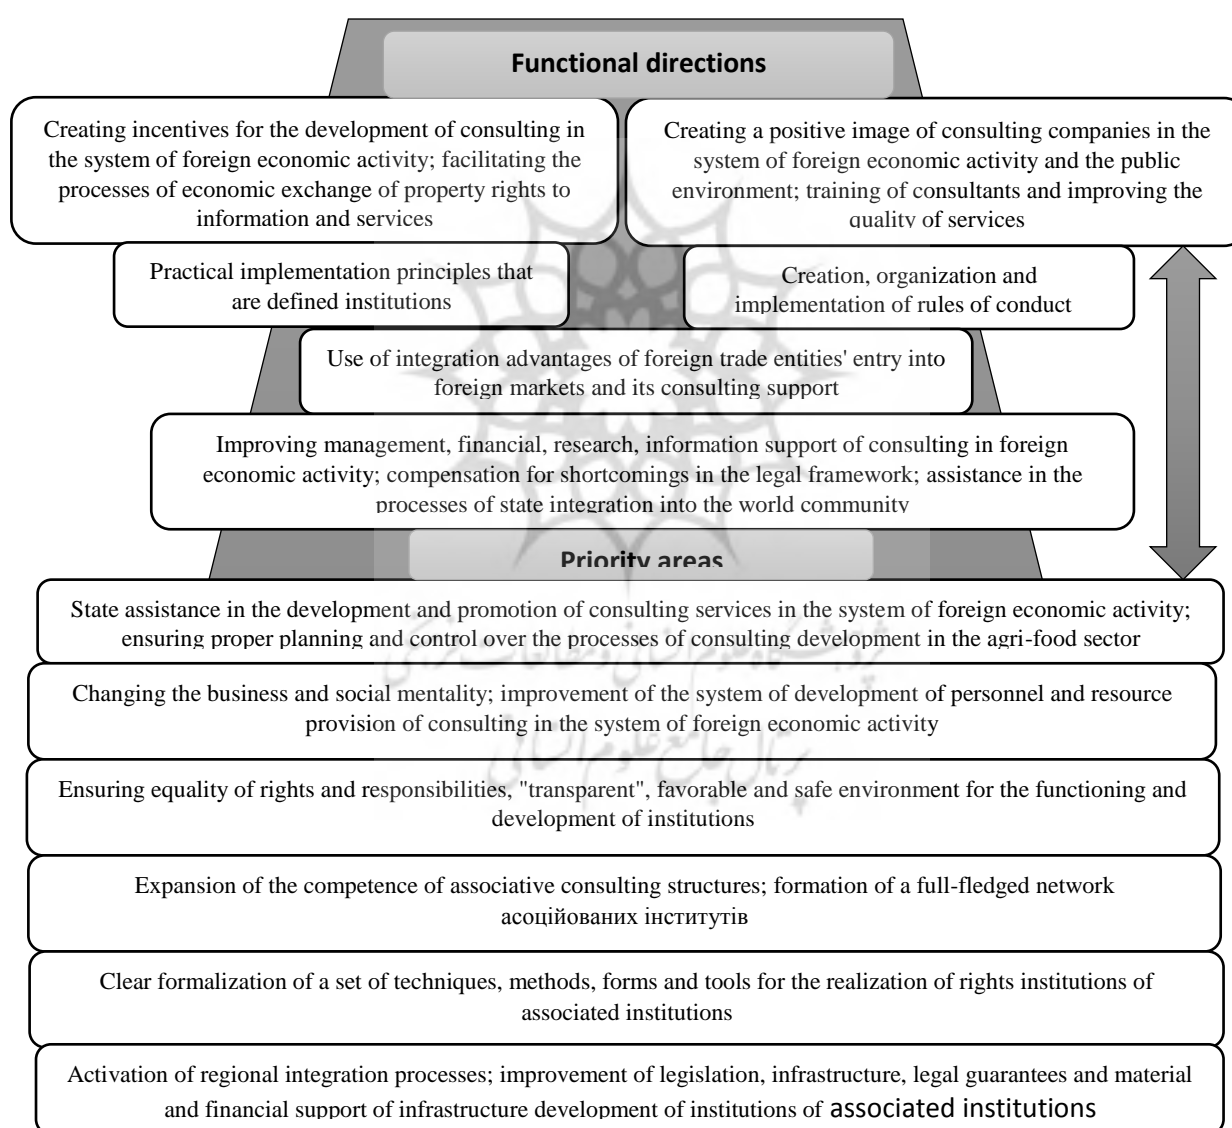 Functional directions
Creating incentives for the development of consulting in
the system of foreign economic activity; facilitating the
processes of economic exchange of property rights to
information and services
Creating a positive image of consulting companies in the
system of foreign economic activity and the public
environment; training of consultants and improving the
quality of services
Practical implementation principles that
are defined institutions
Creation, organization and
implementation of rules of conduct
Use of integration advantages of foreign trade entities' entry into
foreign markets and its consulting support
Improving management, financial, research, information support of consulting in foreign
economic activity; compensation for shortcomings in the legal framework; assistance in the
processes of state integration into the world community
Priority areas
State assistance in the development and promotion of consulting services in the system of foreign economic activity;
ensuring proper planning and control over the processes of consulting development in the agri-food sector
پژوهشگاه علوم انسانی و مطالعات فرهنگی
Changing the business and social mentality; improvement of the system of development of personnel and resource
provision of consulting in the system of foreign economic activity
پرتال جامع علوم انسانی
Ensuring equality of rights and responsibilities, "transparent", favorable and safe environment for the functioning and
development of institutions
Expansion of the competence of associative consulting structures; formation of a full-fledged network
асоційованих інститутів
Clear formalization of a set of techniques, methods, forms and tools for the realization of rights institutions of
associated institutions
Activation of regional integration processes; improvement of legislation, infrastructure, legal guarantees and material
and financial support of infrastructure development of institutions of associated institutions